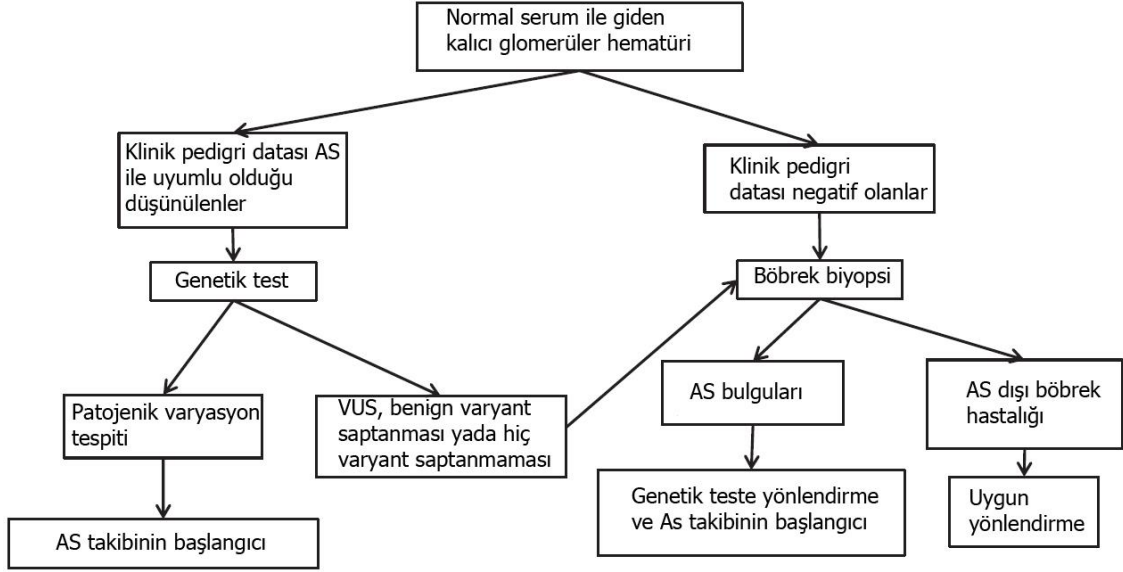 Normal serum ile giden
kalıcı glomerüler hematüri
Klinik pedigri datası AS
ile uyumlu olduğu
düşünülenler
Klinik pedigri
datası negatif olanlar
Genetik test
Böbrek biyopsi
Patojenik varyasyon
tespiti
VUS, benign varyant
saptanması yada hiç
varyant saptanmaması
AS bulguları
AS dışı böbrek
hastalığı
AS takibinin başlangıcı
Genetik teste yönlendirme
ve As takibinin başlangıcı
Uygun
yönlendirme